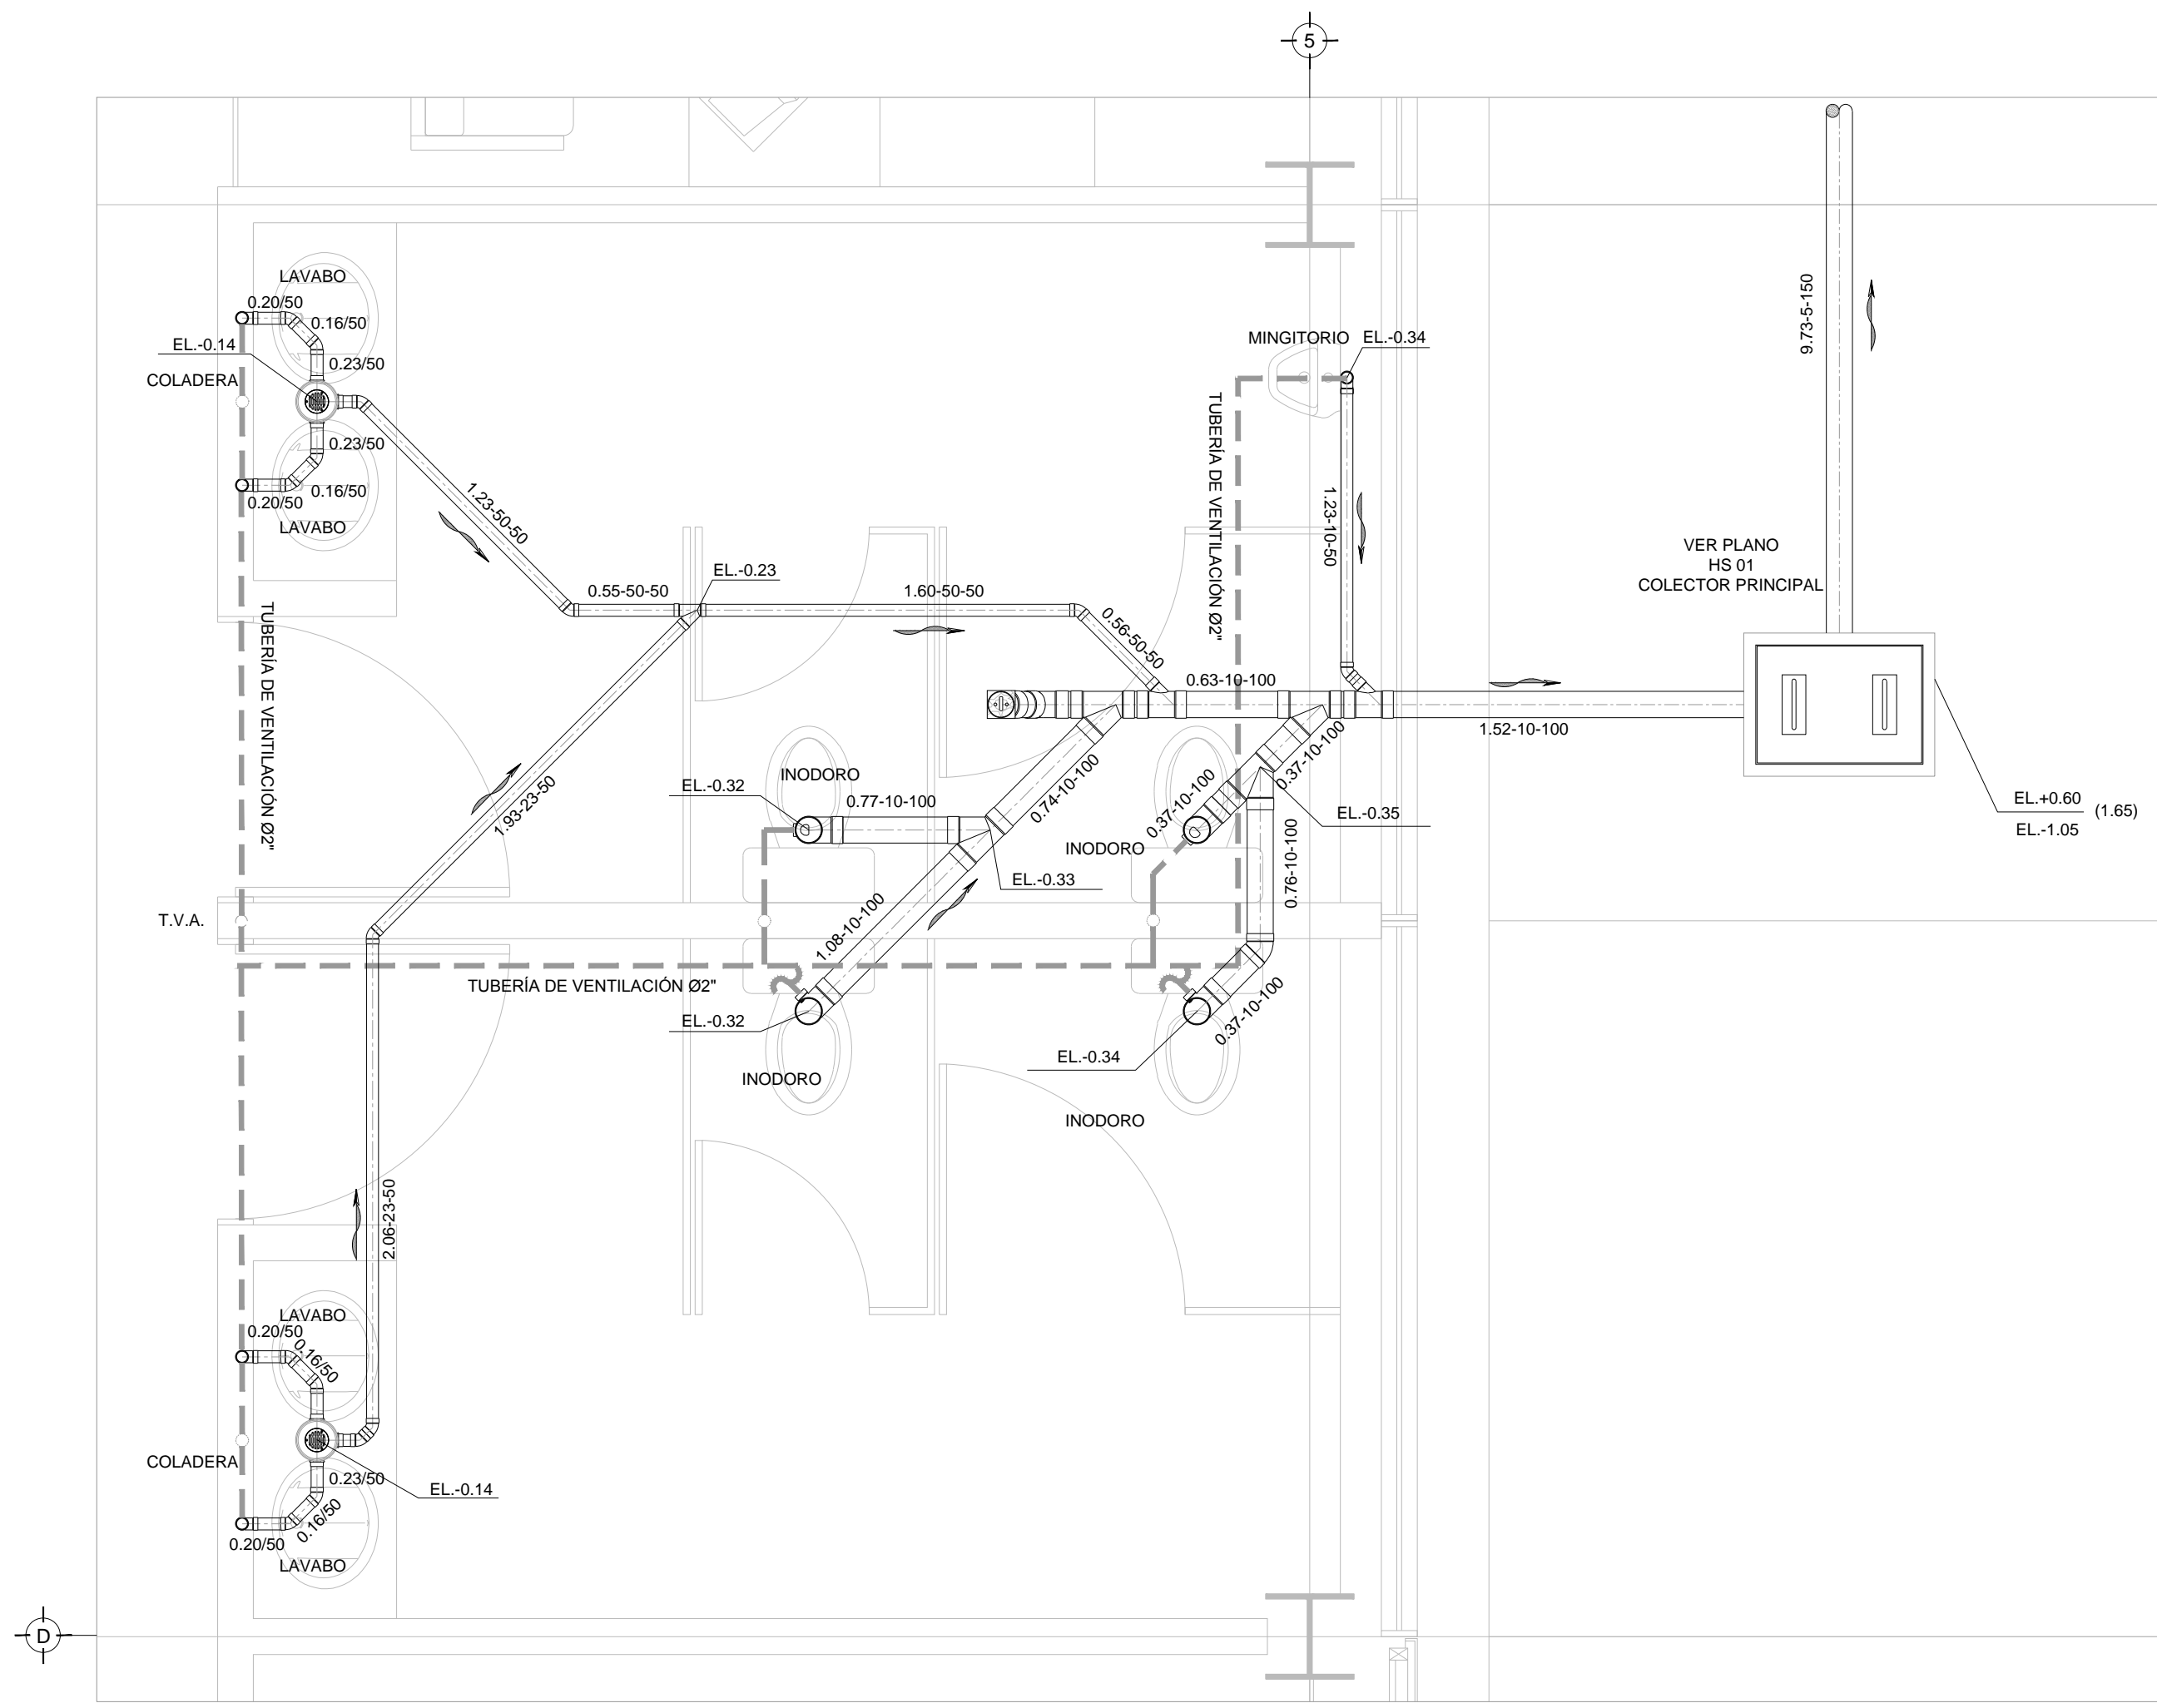 5
LAVABO
0.20/50
0.16/50
EL.-0.14
0.23/50
COLADERA
0.23/50
0.16/50
0.20/50
LAVABO
MINGITORIO
EL.-0.34
TUBERÍA DE VENTILACIÓN Ø2"
1.23-10-50
9.73-5-150
1.23-50-50
VER PLANO
HS 01
COLECTOR PRINCIPAL
EL.-0.23
0.55-50-50
1.60-50-50
0.56-50-50
TUBERÍA DE VENTILACIÓN Ø2"
0.63-10-100
1.52-10-100
1.93-23-50
INODORO
EL.-0.32
0.77-10-100
0.74-10-100
0.37-10-100
0.37-10-100
EL.-0.35
EL.+0.60
(1.65)
EL.-1.05
INODORO
0.76-10-100
EL.-0.33
T.V.A.
1.08-10-100
TUBERÍA DE VENTILACIÓN Ø2"
EL.-0.32
0.37-10-100
EL.-0.34
INODORO
INODORO
2.06-23-50
LAVABO
0.20/50
0.16/50
COLADERA
0.23/50
EL.-0.14
0.16/50
0.20/50
LAVABO
D